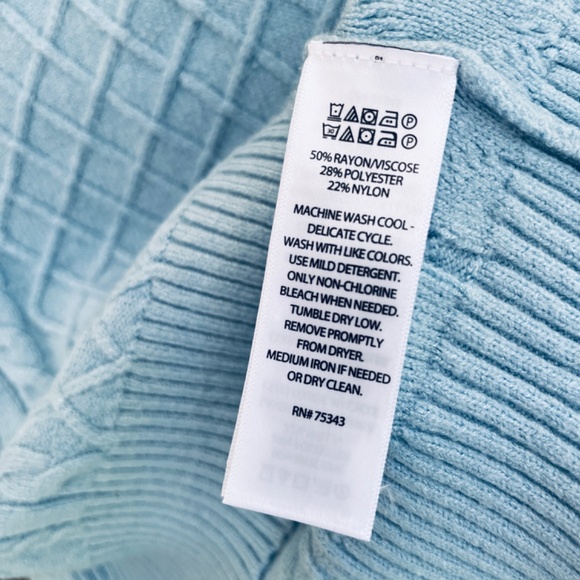 50% RAYON/VISCOSE
28% POLYESTER
22% NYLON
MACHINE WASH COOL -
DELICATE CYCLE.
WASH WITH LIKE COLORS.
USE MILD DETERGENT.
ONLY NON-CHLORINE
BLEACH WHEN NEEDED.
TUMBLE DRY LOW.
REMOVE PROMPTLY
FROM DRYER.
MEDIUM IRON IF NEEDED
OR DRY CLEAN.
RN# 75343